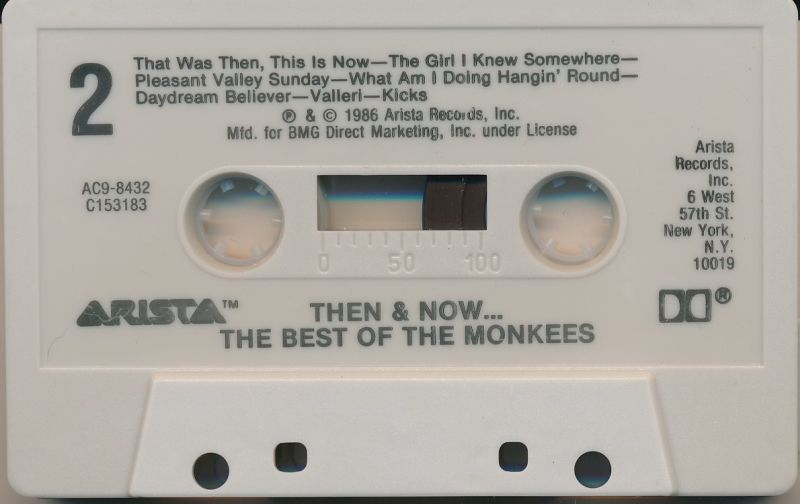 2
That Was Then, This Is Now—The Girl I Knew Somewhere—
Pleasant Valley Sunday—What Am I Doing Hangin' Round—
Daydream Believer—Valleri—Kicks
℗ & © 1986 Arista Records, Inc.
Mfd. for BMG Direct Marketing, Inc. under License
AC9-8432
C153183
Arista
Records,
Inc.
6 West
57th St.
New York,
N.Y.
10019
0 50 100
ARISTA™
THEN & NOW...
THE BEST OF THE MONKEES
®